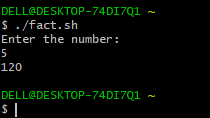 DELL@DESKTOP-74DI7Q1 ~
$ ./fact.sh
Enter the number:
5
120
DELL@DESKTOP-74DI7Q1 ~
$